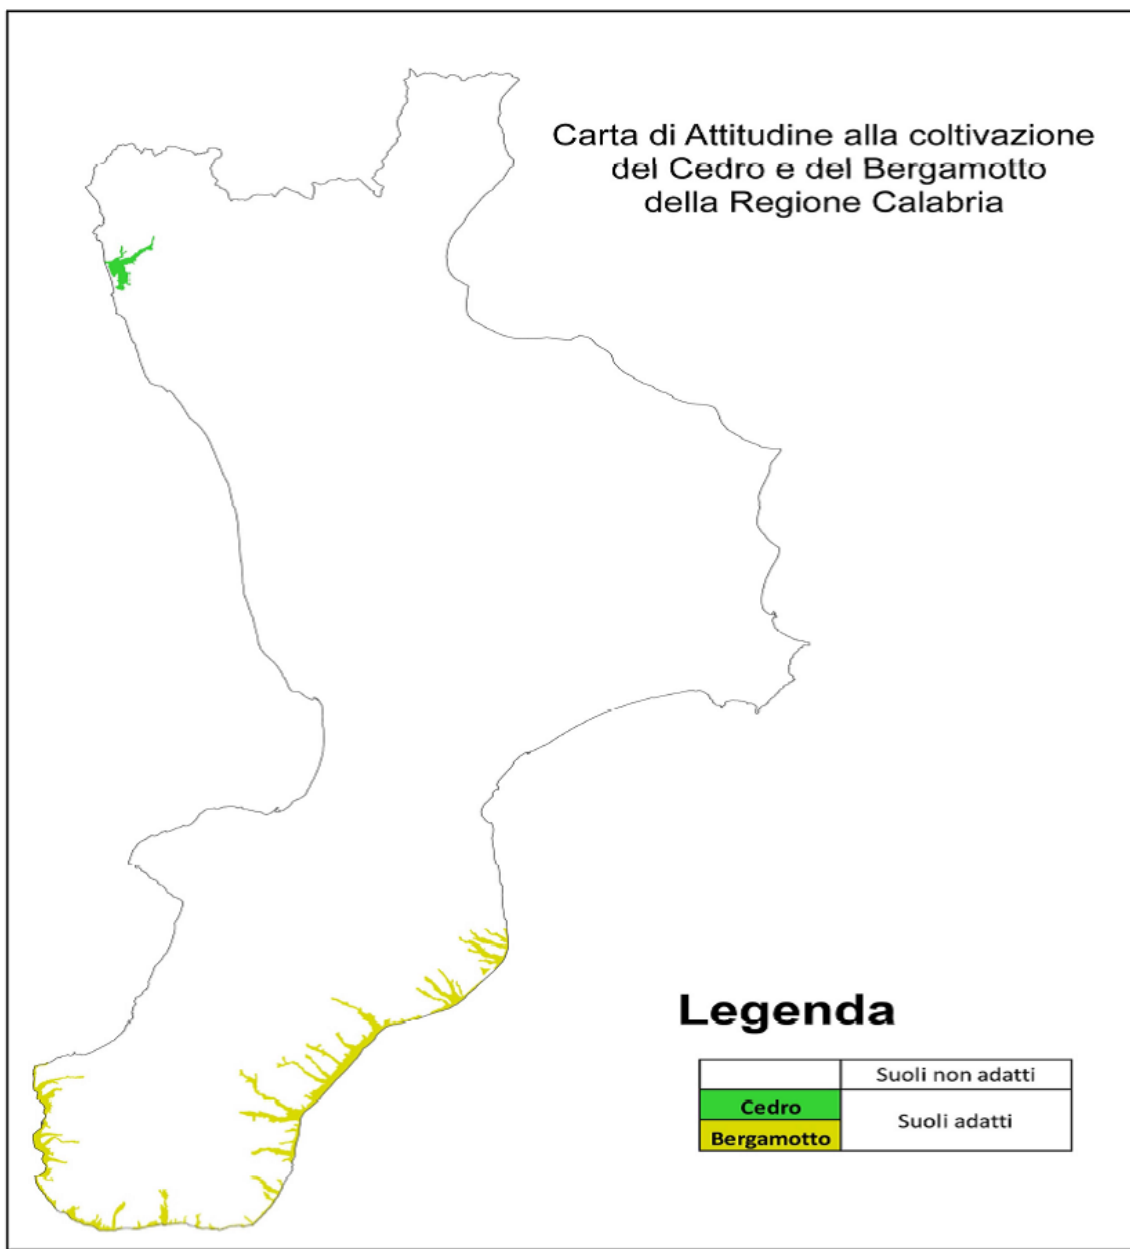 Carta di Attitudine alla coltivazione
del Cedro e del Bergamotto
della Regione Calabria
Legenda
Suoli non adatti
Cedro
Suoli adatti
Bergamotto